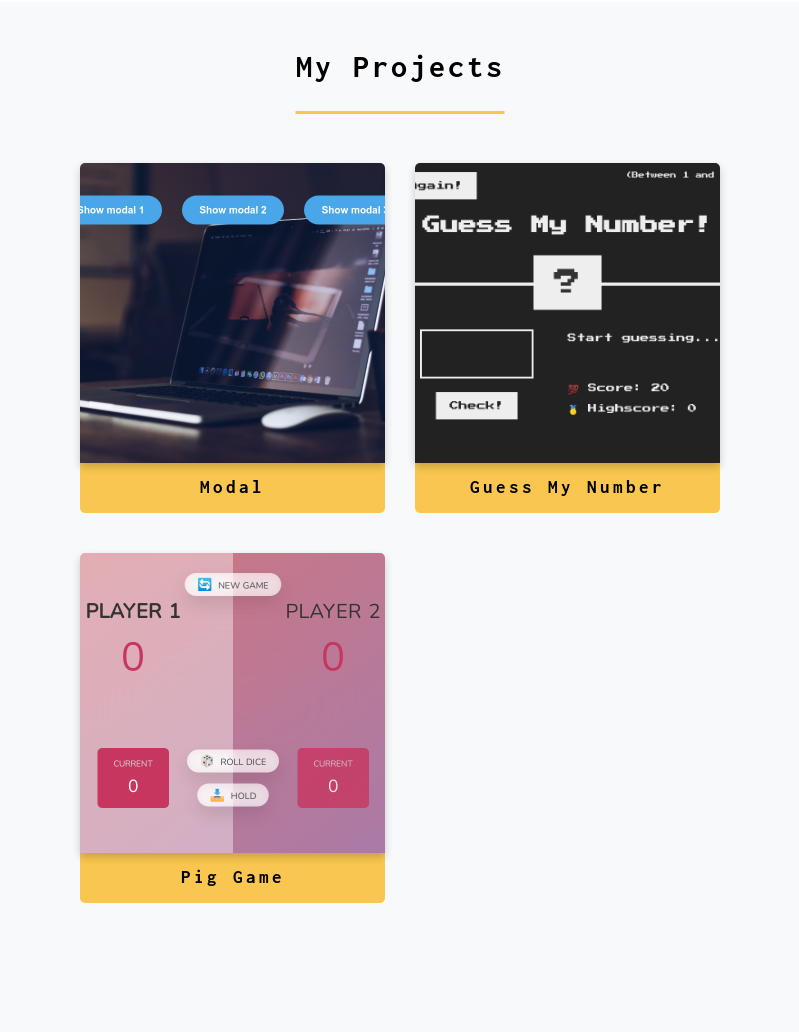 My Projects
Show modal 1
Show modal 2
Show modal
Modal
gain!
(Between 1 and
Guess My Number!
?
Start guessing...
💯 Score: 20
🥇 Highscore: 0
Check!
Guess My Number
🔄 NEW GAME
PLAYER 1
PLAYER 2
0
0
CURRENT
0
🎲 ROLL DICE
CURRENT
0
📥 HOLD
Pig Game